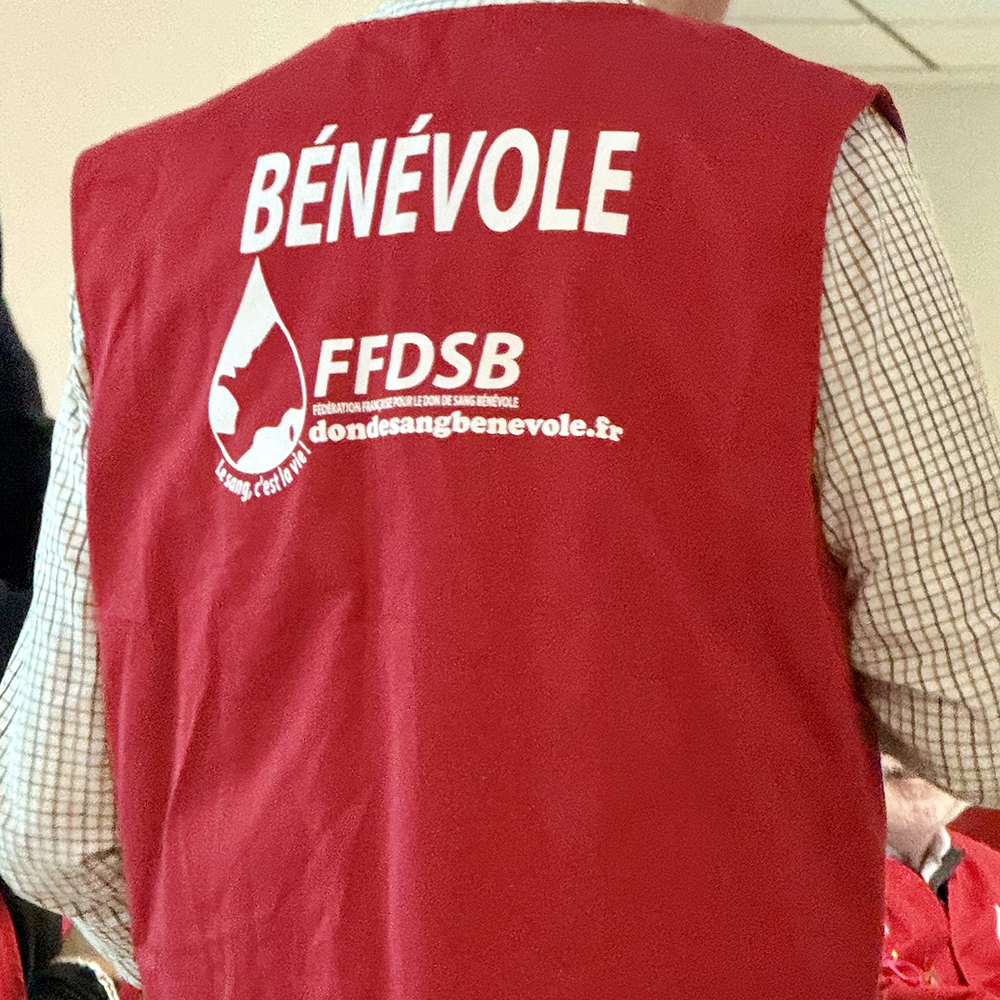 BÉNÉVOLE
FFDSB
FÉDÉRATION FRANÇAISE POUR LE DON DE SANG BÉNÉVOLE
dondesangbenevole.fr
Le sang, c'est la vie !